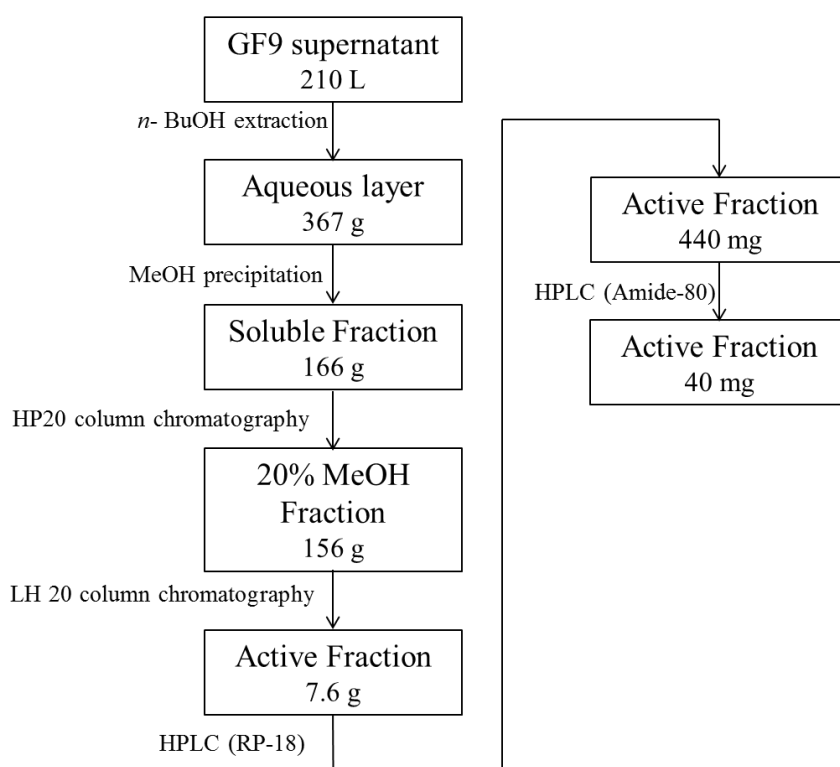 GF9 supernatant
210 L
n- BuOH extraction
Aqueous layer
367 g
MeOH precipitation
Soluble Fraction
166 g
HP20 column chromatography
20% MeOH
Fraction
156 g
LH 20 column chromatography
Active Fraction
7.6 g
HPLC (RP-18)
Active Fraction
440 mg
HPLC (Amide-80)
Active Fraction
40 mg